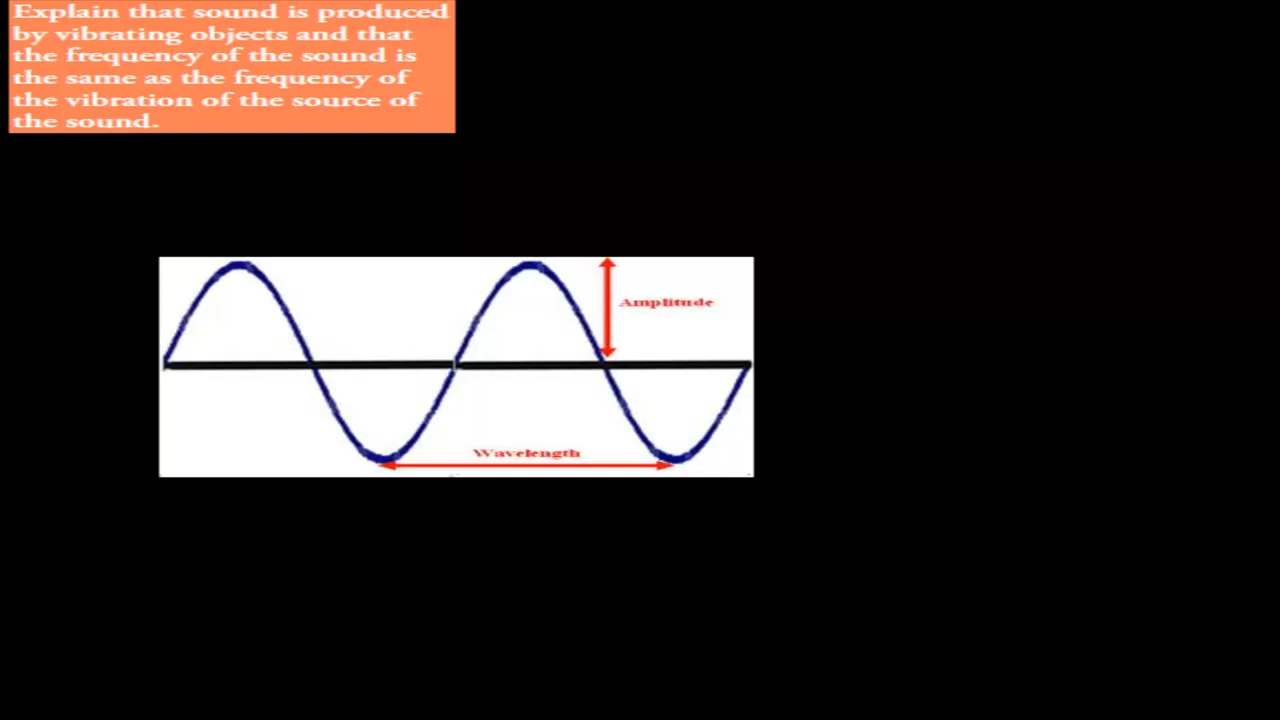 Explain that sound is produced
by vibrating objects and that
the frequency of the sound is
the same as the frequency of
the vibration of the source of
the sound.
Amplitude
Wavelength